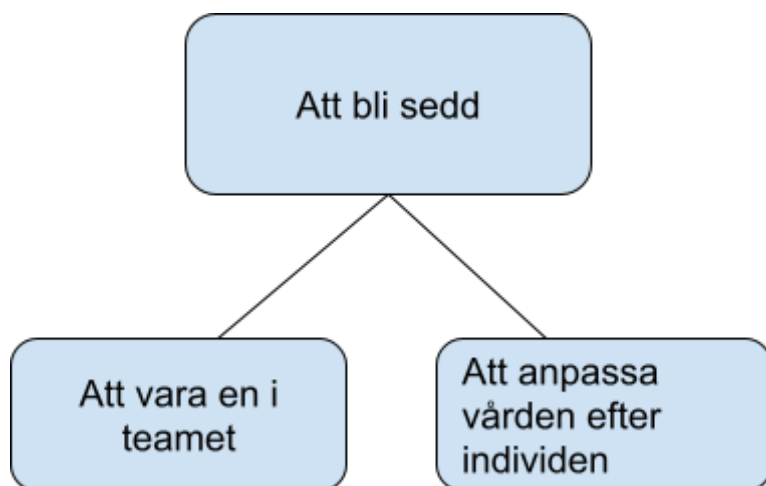 Att bli sedd
Att vara en i
teamet
Att anpassa
vården efter
individen